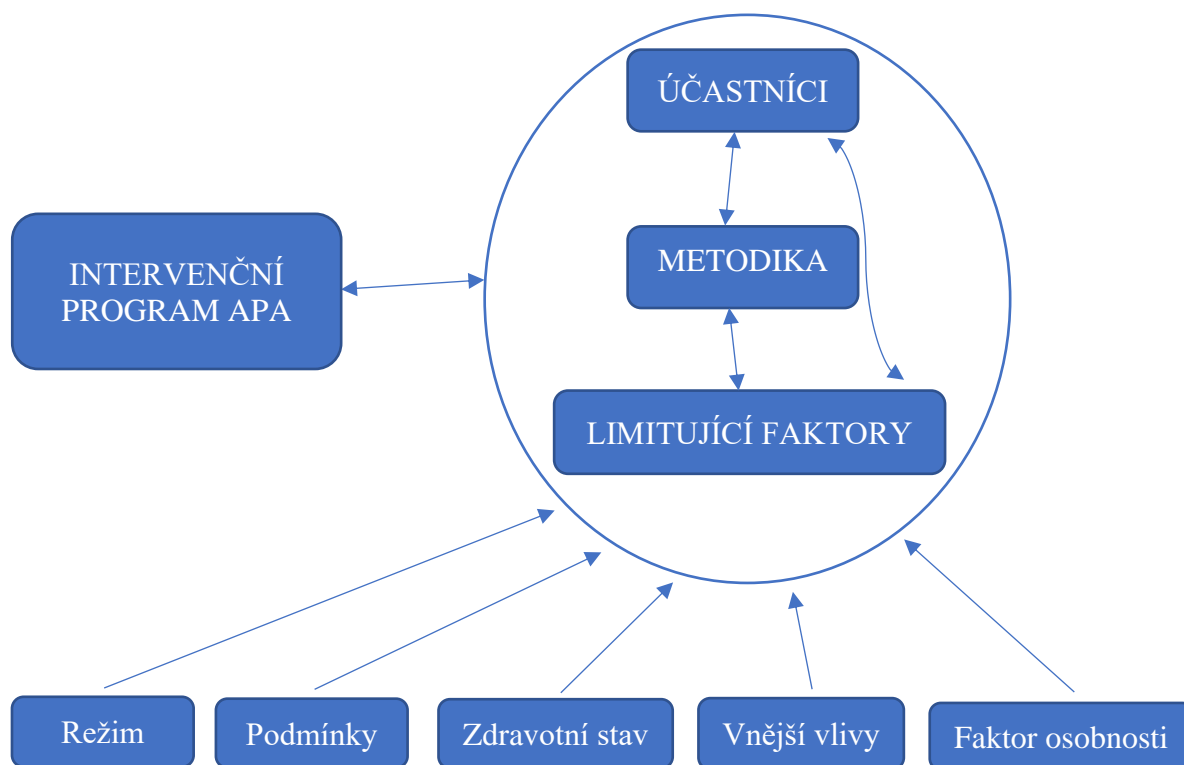 ÚČASTNÍCI
INTERVENČNÍ
PROGRAM APA
METODIKA
LIMITUJÍCÍ FAKTORY
Režim
Podmínky
Zdravotní stav
Vnější vlivy
Faktor osobnosti